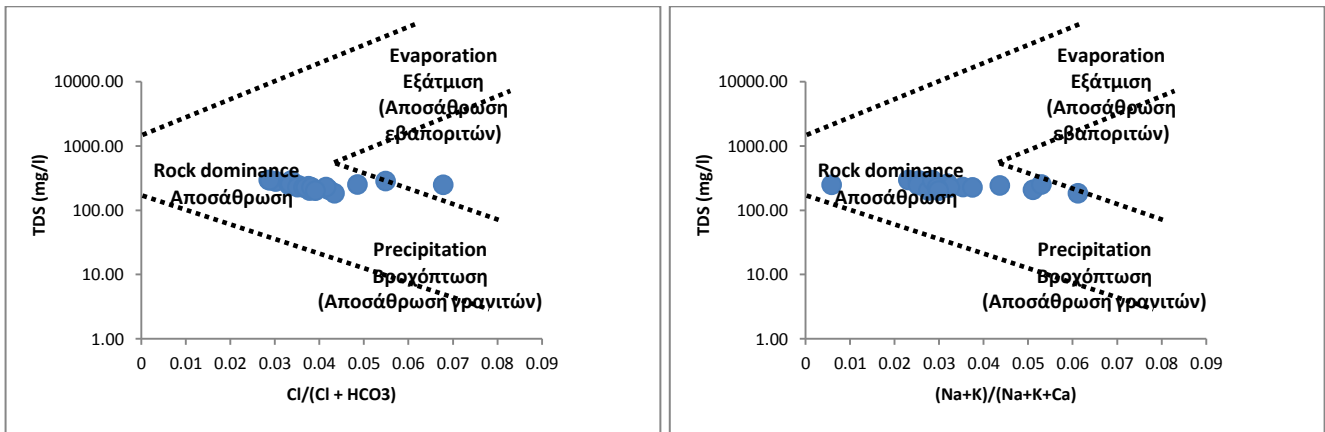 Evaporation
Εξάτμιση
(Αποσάθρωση
εβαποριτών)
Rock dominance
Αποσάθρωση
Precipitation
Βροχόπτωση
(Αποσάθρωση γρανιτών)
10000.00
1000.00
100.00
10.00
1.00
TDS (mg/l)
0 0.01 0.02 0.03 0.04 0.05 0.06 0.07 0.08 0.09
Cl/(Cl + HCO3)
Evaporation
Εξάτμιση
(Αποσάθρωση
εβαποριτών)
Rock dominance
Αποσάθρωση
Precipitation
Βροχόπτωση
(Αποσάθρωση γρανιτών)
10000.00
1000.00
100.00
10.00
1.00
TDS (mg/l)
0 0.01 0.02 0.03 0.04 0.05 0.06 0.07 0.08 0.09
(Na+K)/(Na+K+Ca)